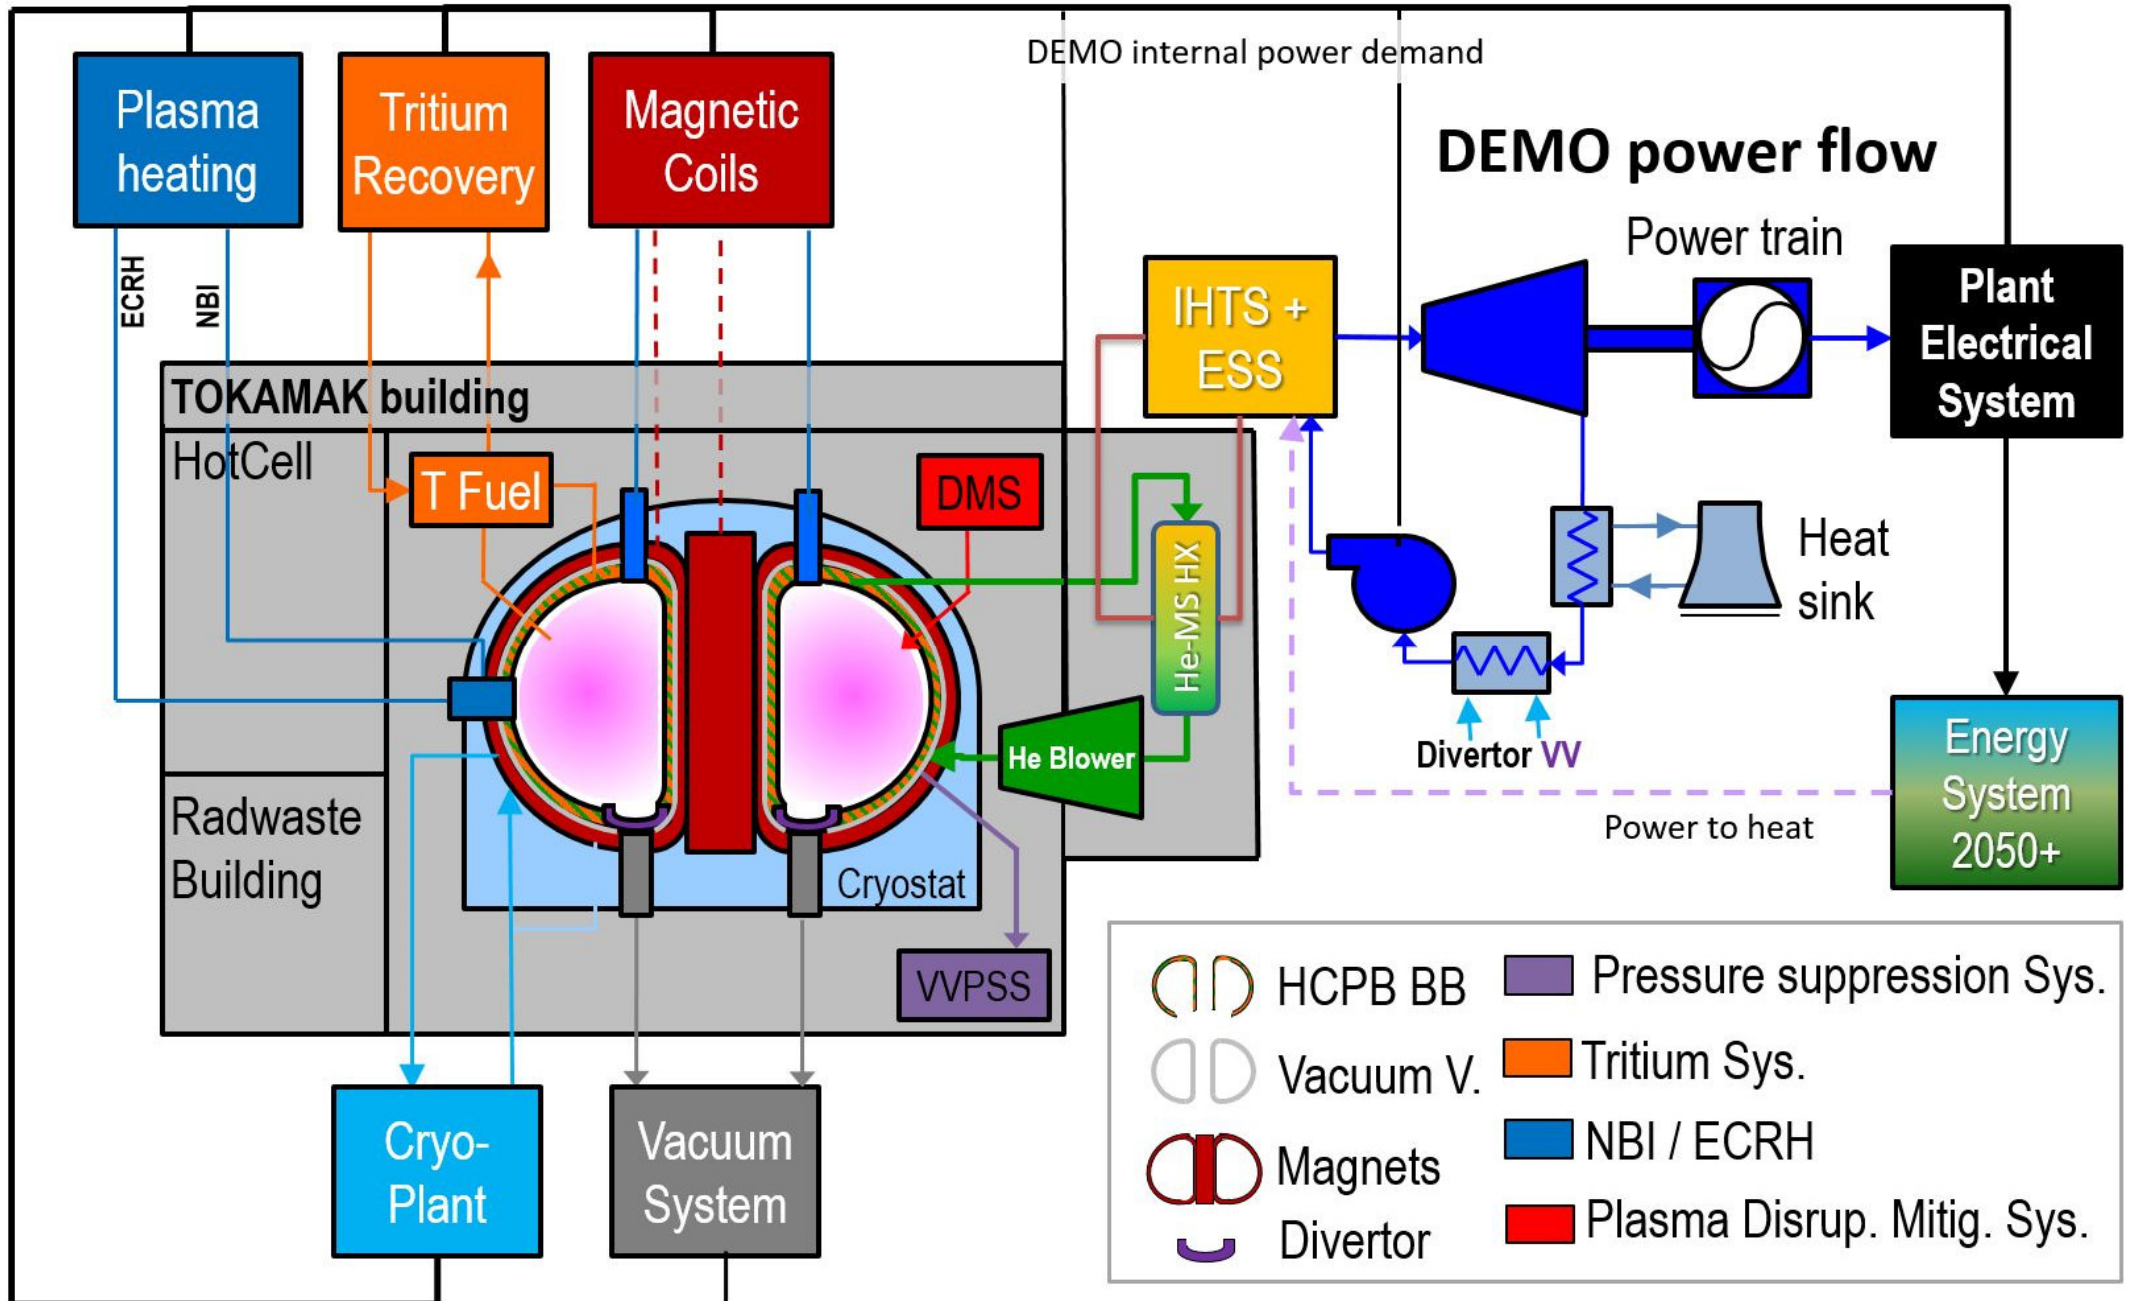 DEMO internal power demand
Plasma
heating
Tritium
Recovery
Magnetic
Coils
DEMO power flow
Power train
ECRH
NBI
IHTS +
ESS
Plant
Electrical
System
TOKAMAK building
HotCell
T Fuel
DMS
He-MS HX
Heat
sink
Divertor VV
He Blower
Energy
System
2050+
Power to heat
Radwaste
Building
Cryostat
VVPSS
Cryo-
Plant
Vacuum
System
HCPB BB
Vacuum V.
Magnets
Divertor
Pressure suppression Sys.
Tritium Sys.
NBI / ECRH
Plasma Disrup. Mitig. Sys.